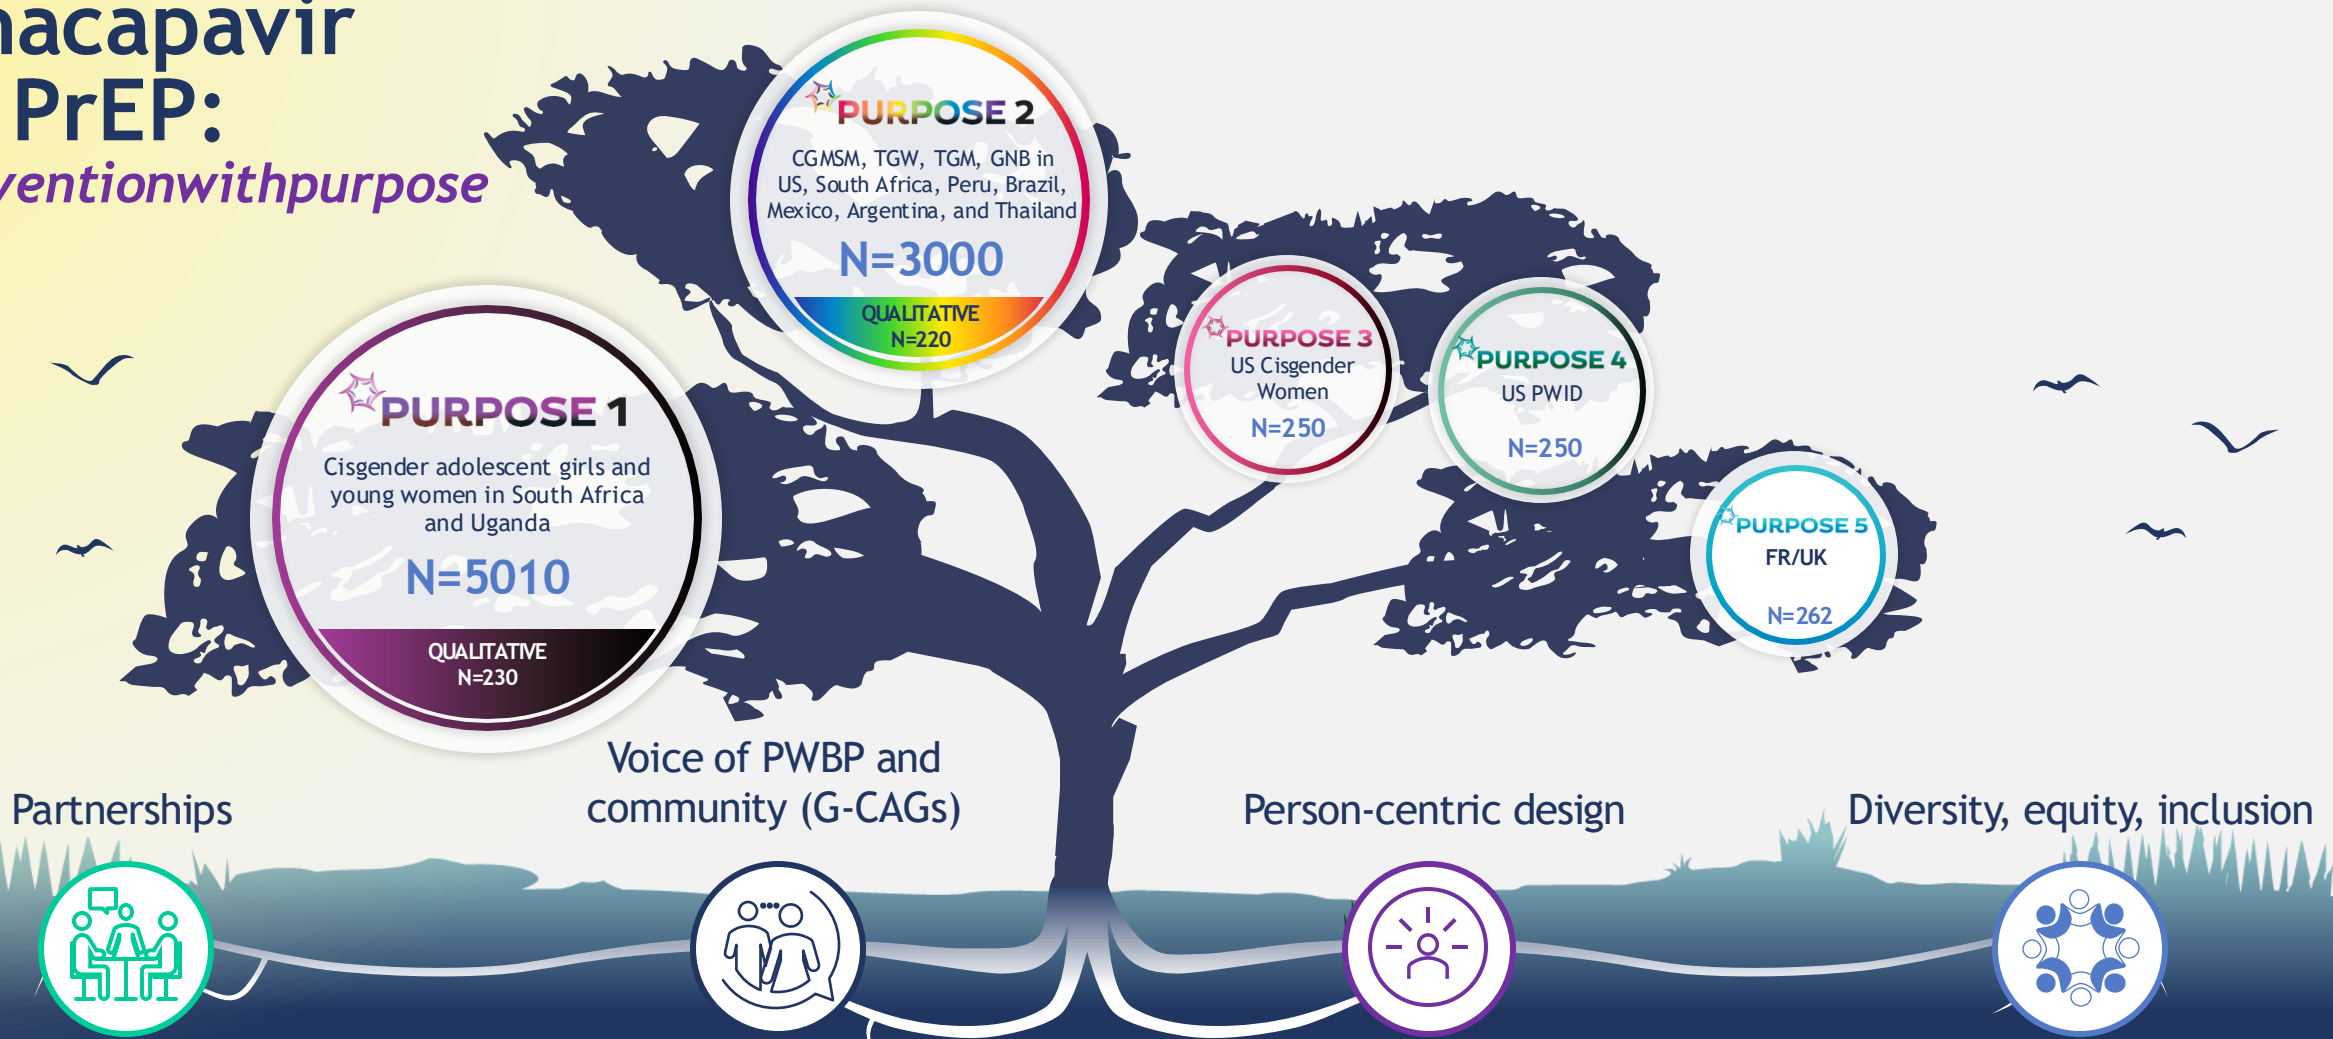 nacapavir
PrEP:
ventionwithpurpose
PURPOSE 2
CGMSM, TGW, TGM, GNB in
US, South Africa, Peru, Brazil,
Mexico, Argentina, and Thailand
N=3000
QUALITATIVE
N=220
PURPOSE 1
Cisgender adolescent girls and
young women in South Africa
and Uganda
N=5010
QUALITATIVE
N=230
PURPOSE 3
US Cisgender
Women
N=250
PURPOSE 4
US PWID
N=250
PURPOSE 5
FR/UK
N=262
Partnerships
Voice of PWBP and
community (G-CAGs)
Person-centric design
Diversity, equity, inclusion